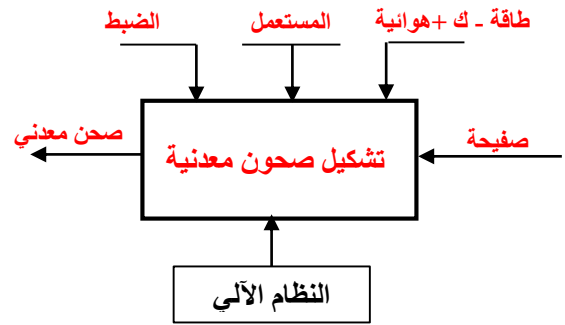 طاقة - ك +هوائية
المستعمل
الضبط
صفيحة
تشكيل صحون معدنية
صحن معدني
النظام الآلي